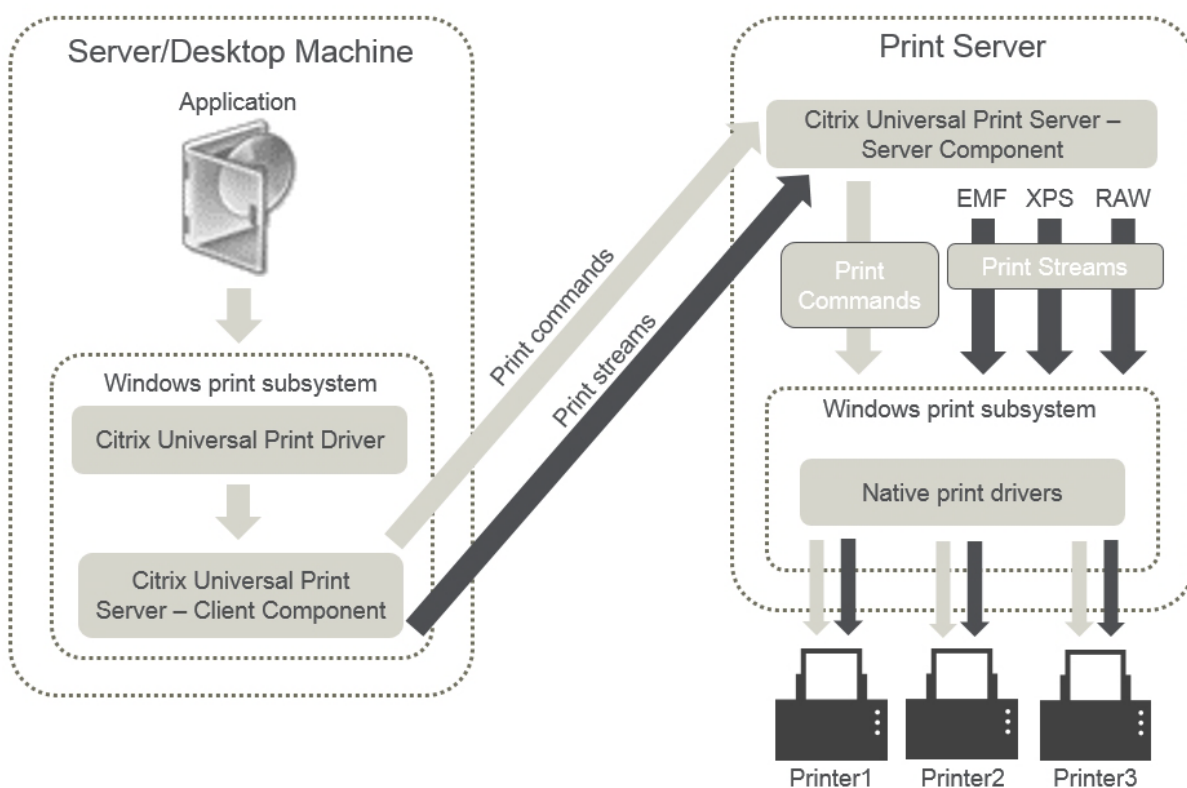 Server/Desktop Machine
Application
Windows print subsystem
Citrix Universal Print Driver
Citrix Universal Print
Server – Client Component
Print commands
Print streams
Print Server
Citrix Universal Print Server –
Server Component
EMF XPS RAW
Print
Commands
Print Streams
Windows print subsystem
Native print drivers
Printer1 Printer2 Printer3